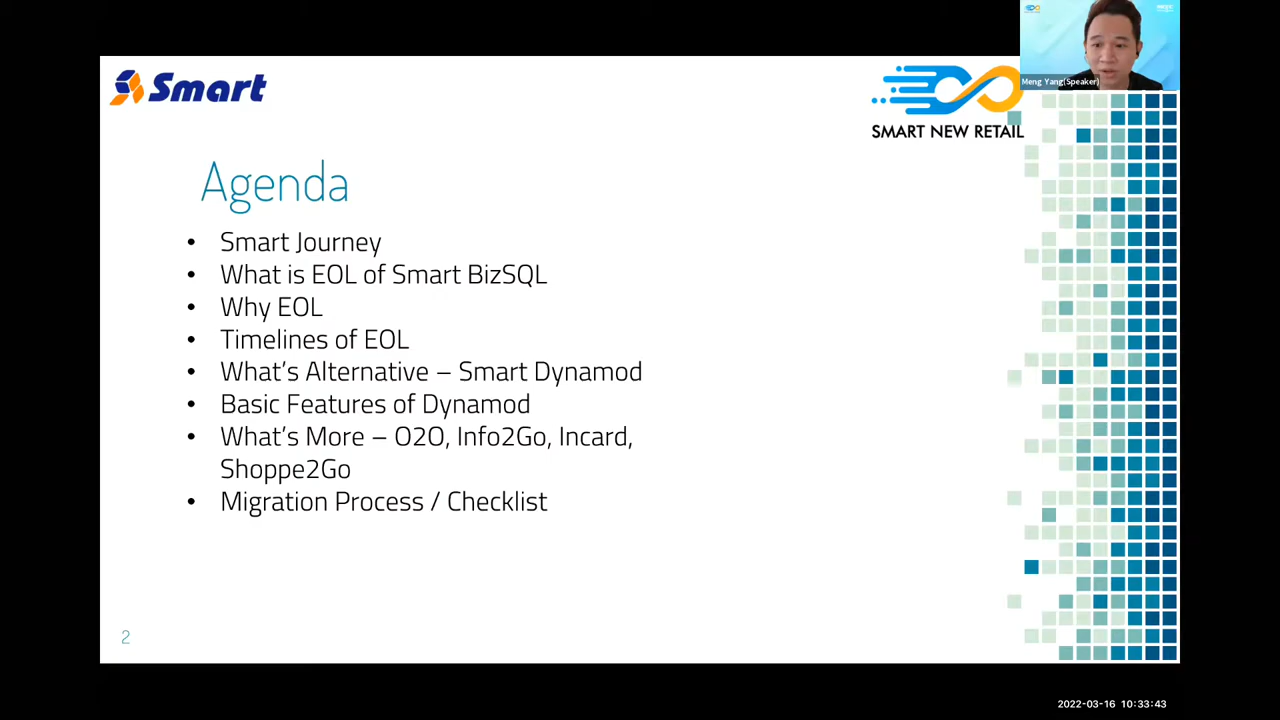 Smart
SMART NEW RETAIL
Meng Yang(Speaker)
Agenda
• Smart Journey
• What is EOL of Smart BizSQL
• Why EOL
• Timelines of EOL
• What's Alternative – Smart Dynamod
• Basic Features of Dynamod
• What's More – O2O, Info2Go, Incard,
Shoppe2Go
• Migration Process / Checklist
2
2022-03-16 10:33:43